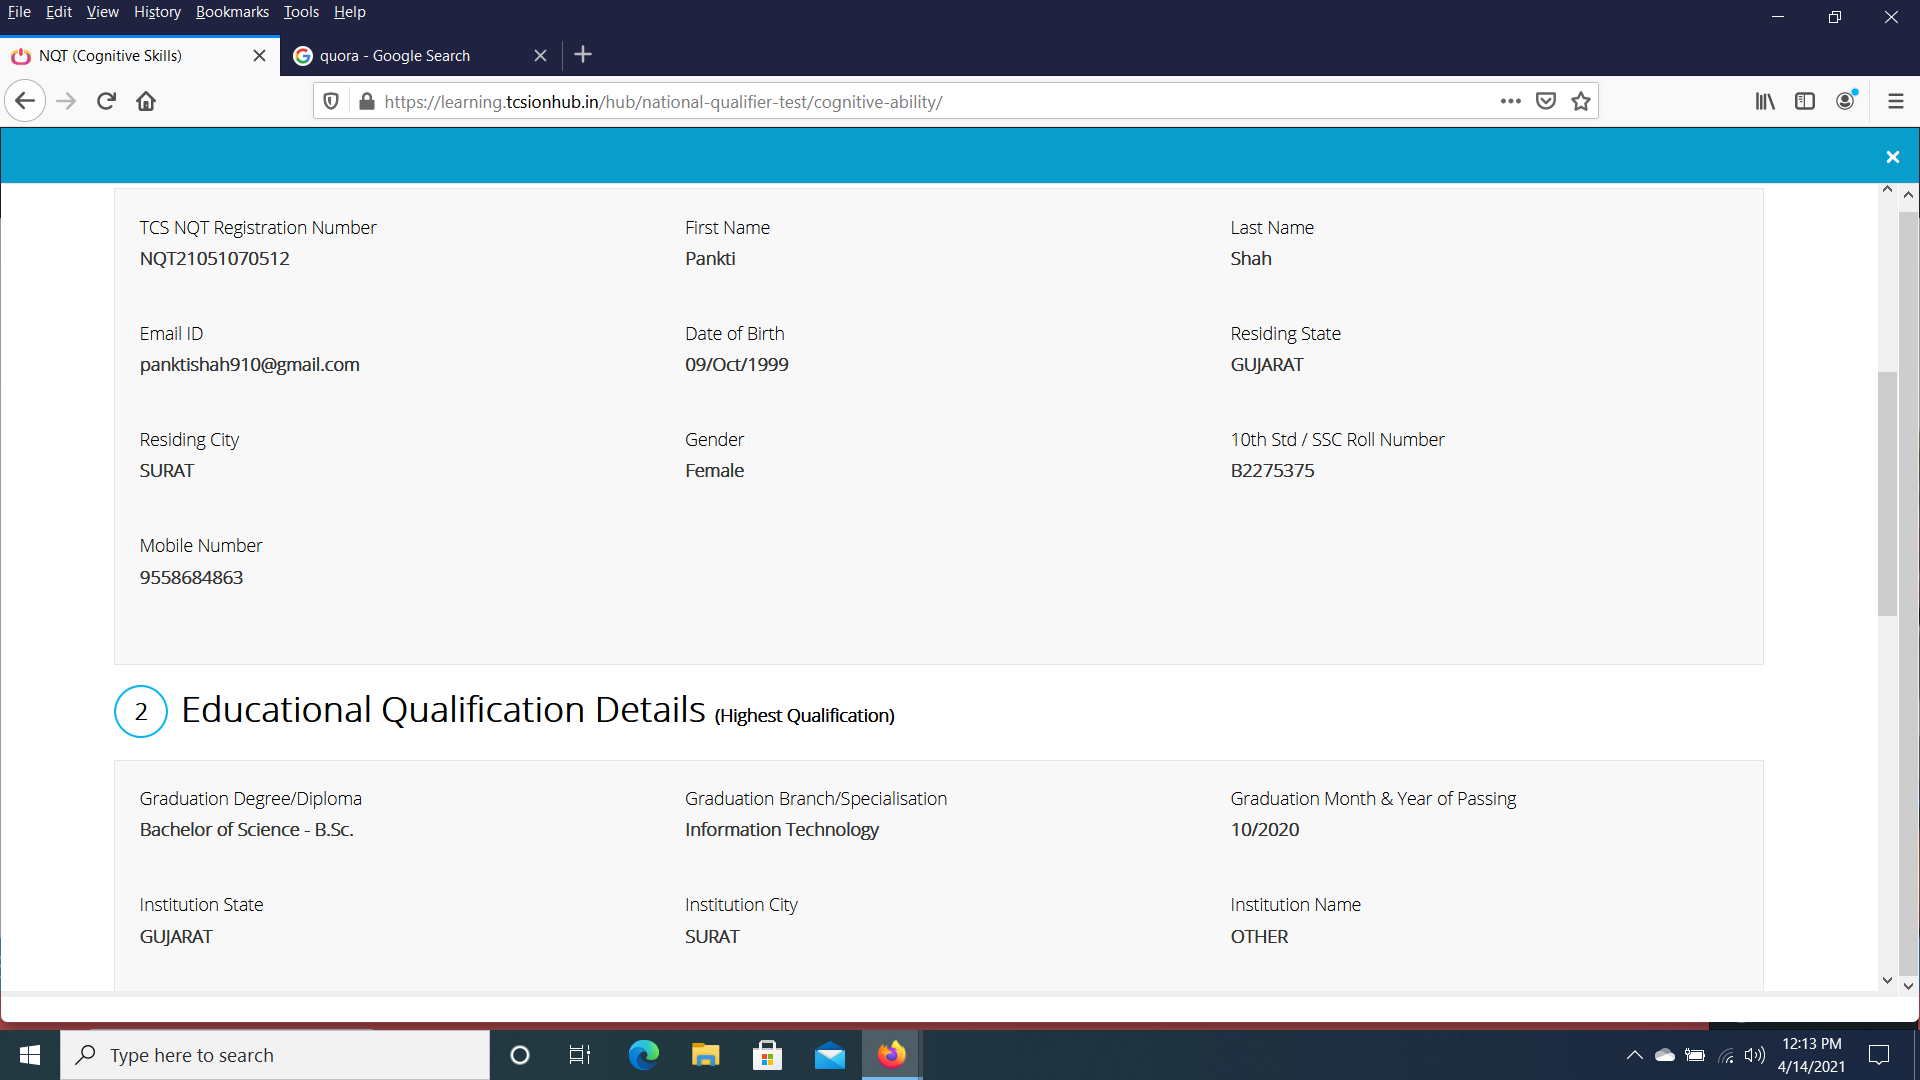 File Edit View History Bookmarks Tools Help
NQT (Cognitive Skills)
quora - Google Search
https://learning.tcsionhub.in/hub/national-qualifier-test/cognitive-ability/
TCS NQT Registration Number
NQT21051070512
First Name
Pankti
Last Name
Shah
Email ID
panktishah910@gmail.com
Date of Birth
09/Oct/1999
Residing State
GUJARAT
Residing City
SURAT
Gender
Female
10th Std / SSC Roll Number
B2275375
Mobile Number
9558684863
2 Educational Qualification Details (Highest Qualification)
Graduation Degree/Diploma
Bachelor of Science - B.Sc.
Graduation Branch/Specialisation
Information Technology
Graduation Month & Year of Passing
10/2020
Institution State
GUJARAT
Institution City
SURAT
Institution Name
OTHER
Type here to search
12:13 PM
4/14/2021